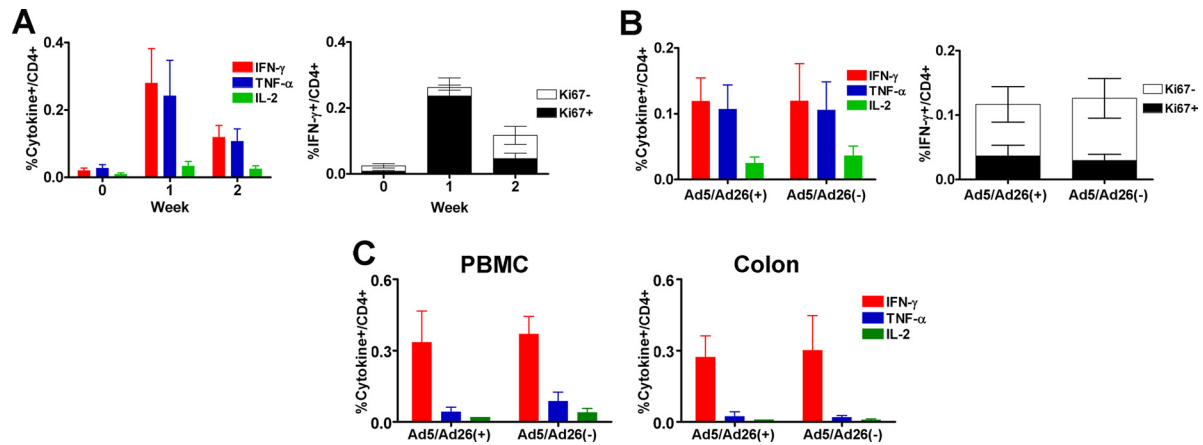 A
%Cytokine+/CD4+
0.4
0.2
0.0
0 1 2
Week
IFN-γ
TNF-α
IL-2
%IFN-γ+/CD4+
0.4
0.2
0.0
0 1 2
Week
Ki67-
Ki67+
B
%Cytokine+/CD4+
0.2
0.1
0.0
Ad5/Ad26(+) Ad5/Ad26(-)
IFN-γ
TNF-α
IL-2
%IFN-γ+/CD4+
0.2
0.1
0.0
Ad5/Ad26(+) Ad5/Ad26(-)
Ki67-
Ki67+
C
PBMC
%Cytokine+/CD4+
0.6
0.3
0.0
Ad5/Ad26(+) Ad5/Ad26(-)
Colon
%Cytokine+/CD4+
0.6
0.3
0.0
Ad5/Ad26(+) Ad5/Ad26(-)
IFN-γ
TNF-α
IL-2